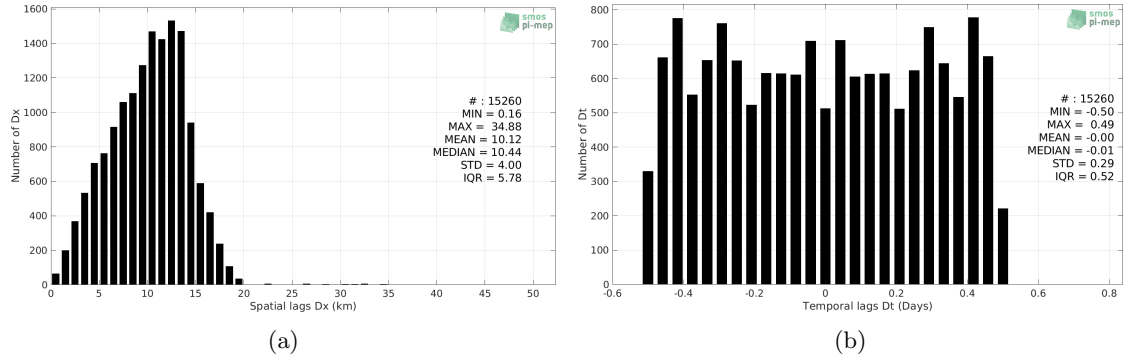 smos
pi-mep
1600
1400
1200
1000
800
600
400
200
0
Number of Dx
# : 15260
MIN = 0.16
MAX = 34.88
MEAN = 10.12
MEDIAN = 10.44
STD = 4.00
IQR = 5.78
0 5 10 15 20 25 30 35 40 45 50
Spatial lags Dx (km)
(a)
smos
pi-mep
800
700
600
500
400
300
200
100
0
Number of Dt
# : 15260
MIN = -0.50
MAX = 0.49
MEAN = -0.00
MEDIAN = -0.01
STD = 0.29
IQR = 0.52
-0.6 -0.4 -0.2 0 0.2 0.4 0.6 0.8
Temporal lags Dt (Days)
(b)